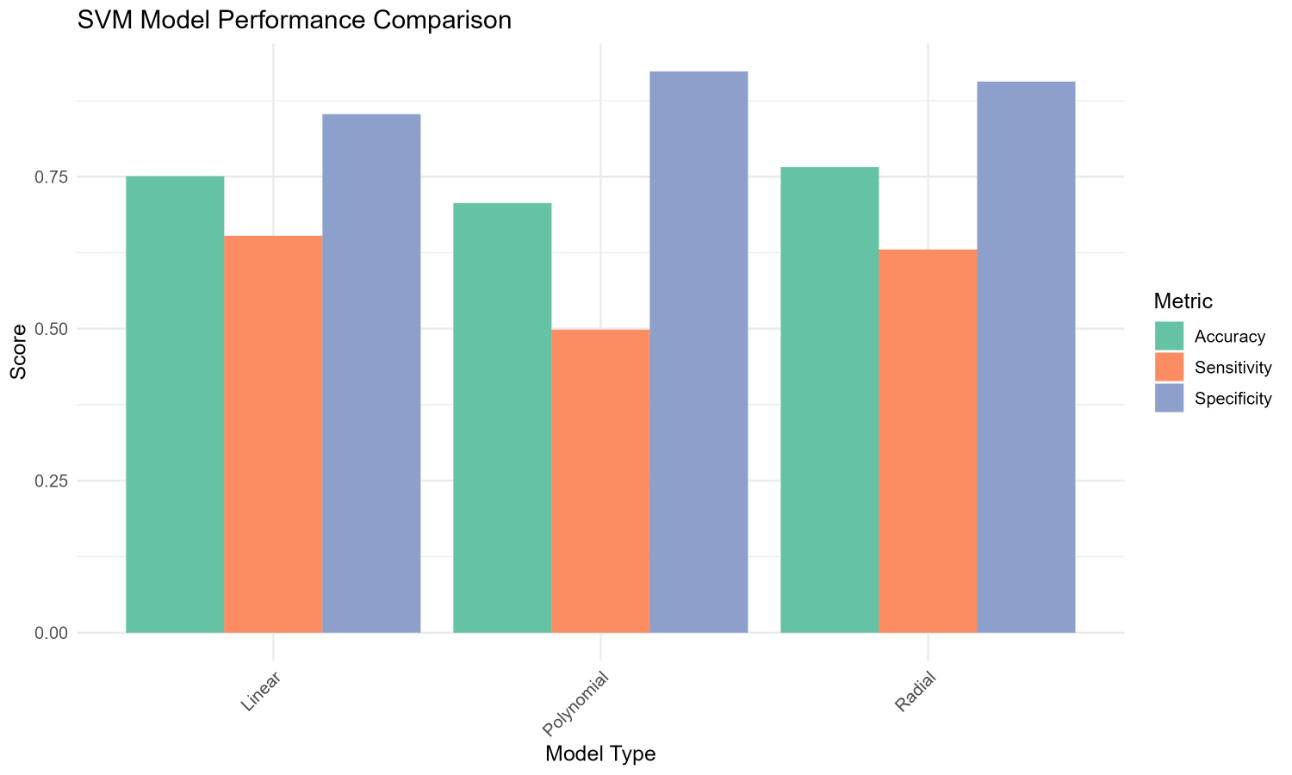 SVM Model Performance Comparison
0.75
0.50
0.25
0.00
Score
Linear
Polynomial
Radial
Model Type
Metric
Accuracy
Sensitivity
Specificity